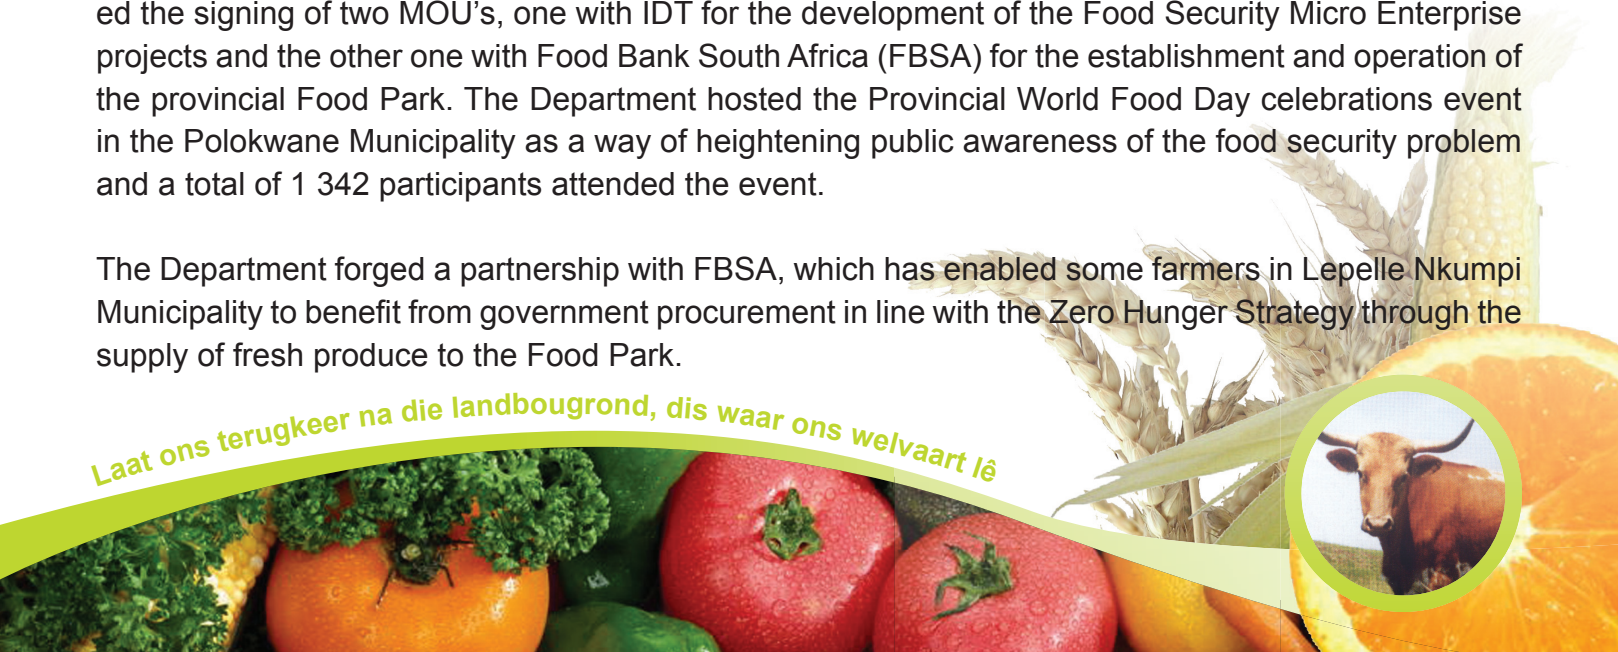 ed the signing of two MOU’s, one with IDT for the development of the Food Security Micro Enterprise
projects and the other one with Food Bank South Africa (FBSA) for the establishment and operation of
the provincial Food Park. The Department hosted the Provincial World Food Day celebrations event
in the Polokwane Municipality as a way of heightening public awareness of the food security problem
and a total of 1 342 participants attended the event.
The Department forged a partnership with FBSA, which has enabled some farmers in Lepelle Nkumpi
Municipality to benefit from government procurement in line with the Zero Hunger Strategy through the
supply of fresh produce to the Food Park.
Laat ons terugkeer na die landbougrond, dis waar ons welvaart lê